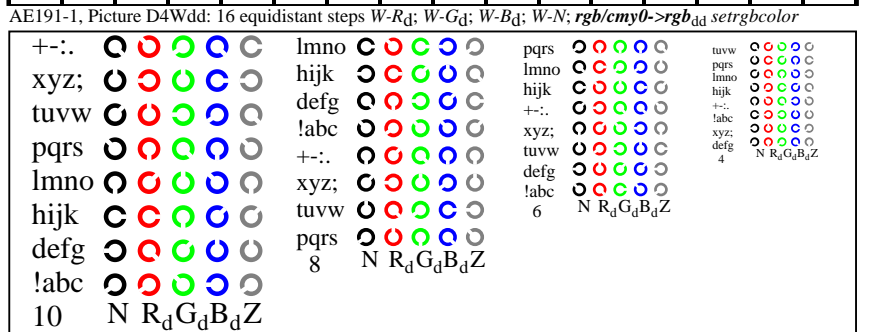 AE191-1, Picture D4Wdd: 16 equidistant steps W-Rd; W-Gd; W-Bd; W-N; rgb/cmy0->rgbdd setrgbcolor
+-:.
xyz;
tuvw
pqrs
lmno
hijk
defg
!abc
10 N RdGdBdZ
lmno
hijk
defg
!abc
+-:.
xyz;
tuvw
pqrs
8 N RdGdBdZ
pqrs
lmno
hijk
+-:.
xyz;
tuvw
defg
!abc
6 N RdGdBdZ
tuvw
pqrs
lmno
hijk
+-:.
!abc
xyz;
defg
4 N RdGdBdZ